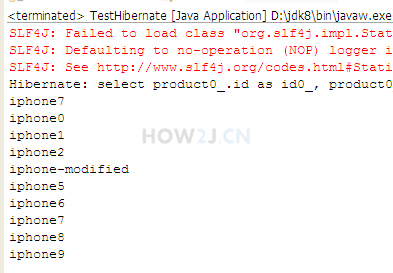 <terminated> TestHibernate [Java Application] D:\jdk8\bin\javaw.exe
SLF4J: Failed to load class "org.slf4j.impl.Stat
SLF4J: Defaulting to no-operation (NOP) logger i
SLF4J: See http://www.slf4j.org/codes.html#Stati
Hibernate: select product0_.id as id0_, product0
iphone7
iphone0
iphone1
HOW2J.CN
iphone2
iphone-modified
iphone5
iphone6
iphone7
iphone8
iphone9